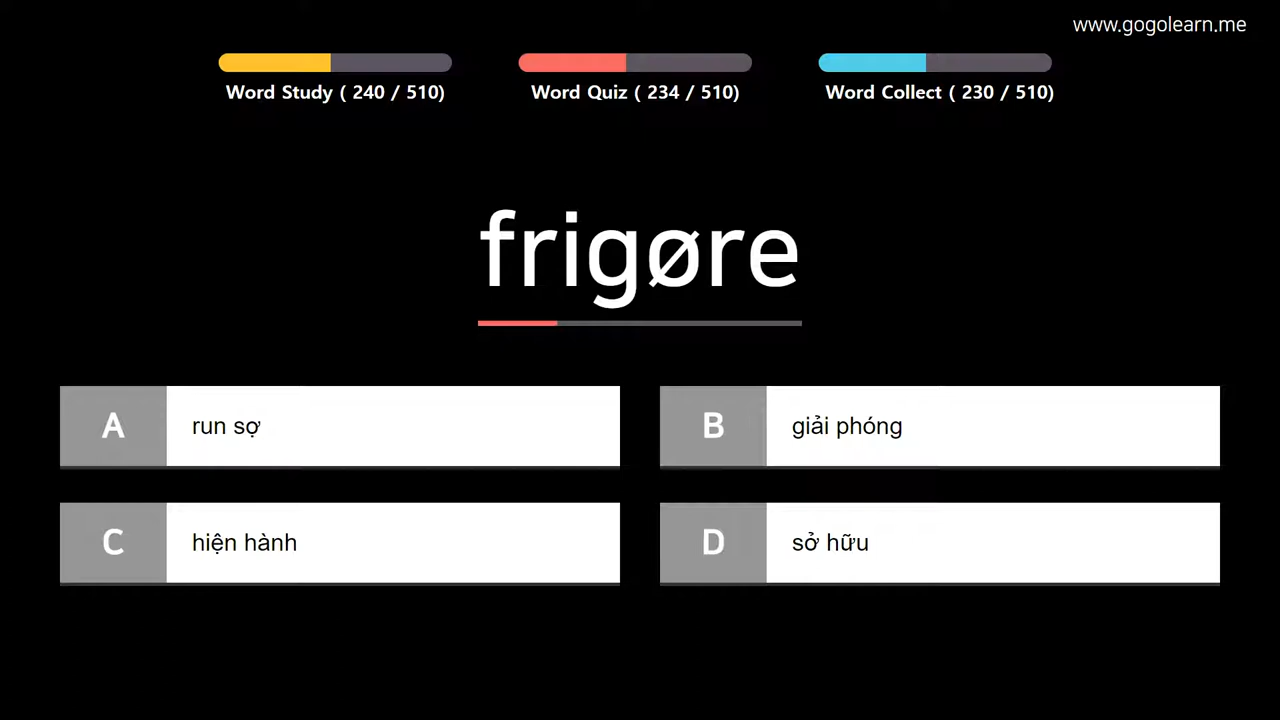 www.gogolearn.me
Word Study ( 240 / 510)
Word Quiz ( 234 / 510)
Word Collect ( 230 / 510)
frigøre
A run sợ
B giải phóng
C hiện hành
D sở hữu